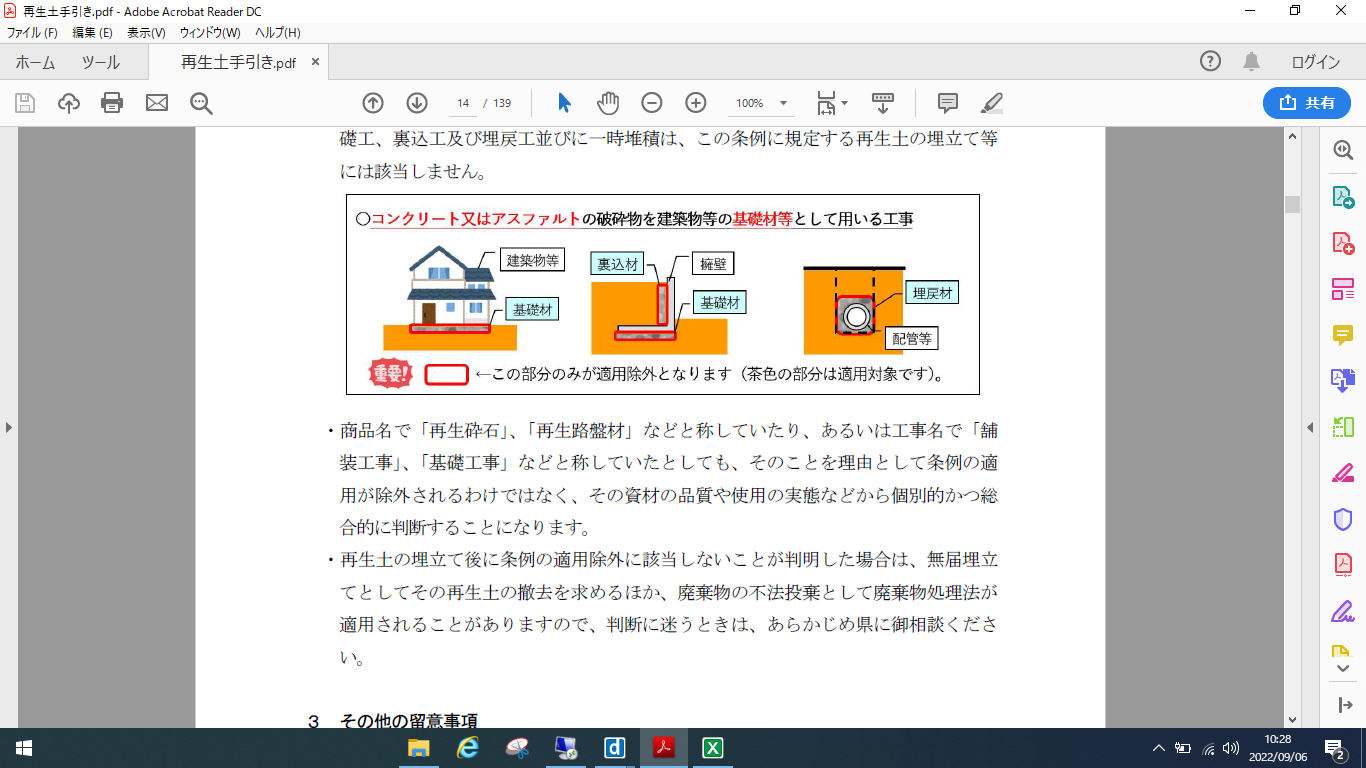 再生土手引き.pdf - Adobe Acrobat Reader DC
ファイル(F) 編集(E) 表示(V) ウィンドウ(W) ヘルプ(H)
ホーム ツール 再生土手引き.pdf × ログイン
14 / 139 100% 共有
礎工、裏込工及び埋戻工並びに一時堆積は、この条例に規定する再生土の埋立て等
には該当しません。
〇コンクリート又はアスファルトの破砕物を建築物等の基礎材等として用いる工事
建築物等
基礎材
裏込材
擁壁
基礎材
埋戻材
配管等
重要! ←この部分のみが適用除外となります（茶色の部分は適用対象です）。
・商品名で「再生砕石」、「再生路盤材」などと称していたり、あるいは工事名で「舗
装工事」、「基礎工事」などと称していたとしても、そのことを理由として条例の適
用が除外されるわけではなく、その資材の品質や使用の実態などから個別的かつ総
合的に判断することになります。
・再生土の埋立て後に条例の適用除外に該当しないことが判明した場合は、無届埋立
てとしてその再生土の撤去を求めるほか、廃棄物の不法投棄として廃棄物処理法が
適用されることがありますので、判断に迷うときは、あらかじめ県に御相談くださ
い。
３ その他の留意事項
10:28
2022/09/06
2